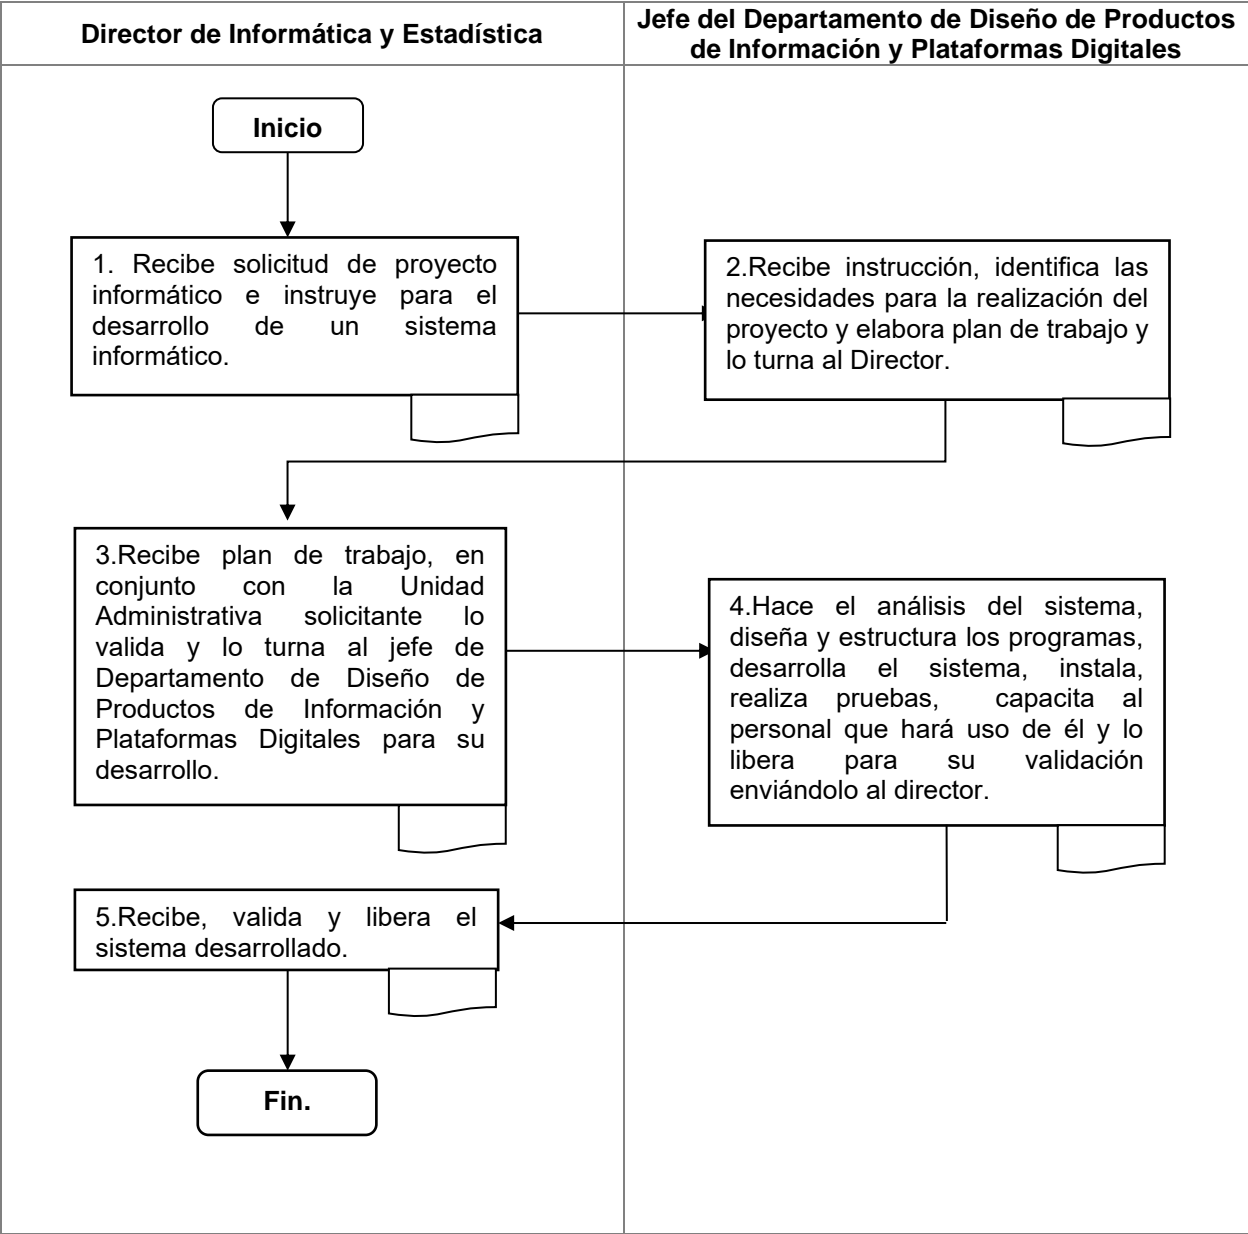 Director de Informática y Estadística
Jefe del Departamento de Diseño de Productos
de Información y Plataformas Digitales
Inicio
1. Recibe solicitud de proyecto
informático e instruye para el
desarrollo de un sistema
informático.
2.Recibe instrucción, identifica las
necesidades para la realización del
proyecto y elabora plan de trabajo y
lo turna al Director.
3.Recibe plan de trabajo, en
conjunto con la Unidad
Administrativa solicitante lo
valida y lo turna al jefe de
Departamento de Diseño de
Productos de Información y
Plataformas Digitales para su
desarrollo.
4.Hace el análisis del sistema,
diseña y estructura los programas,
desarrolla el sistema, instala,
realiza pruebas, capacita al
personal que hará uso de él y lo
libera para su validación
enviándolo al director.
5.Recibe, valida y libera el
sistema desarrollado.
Fin.